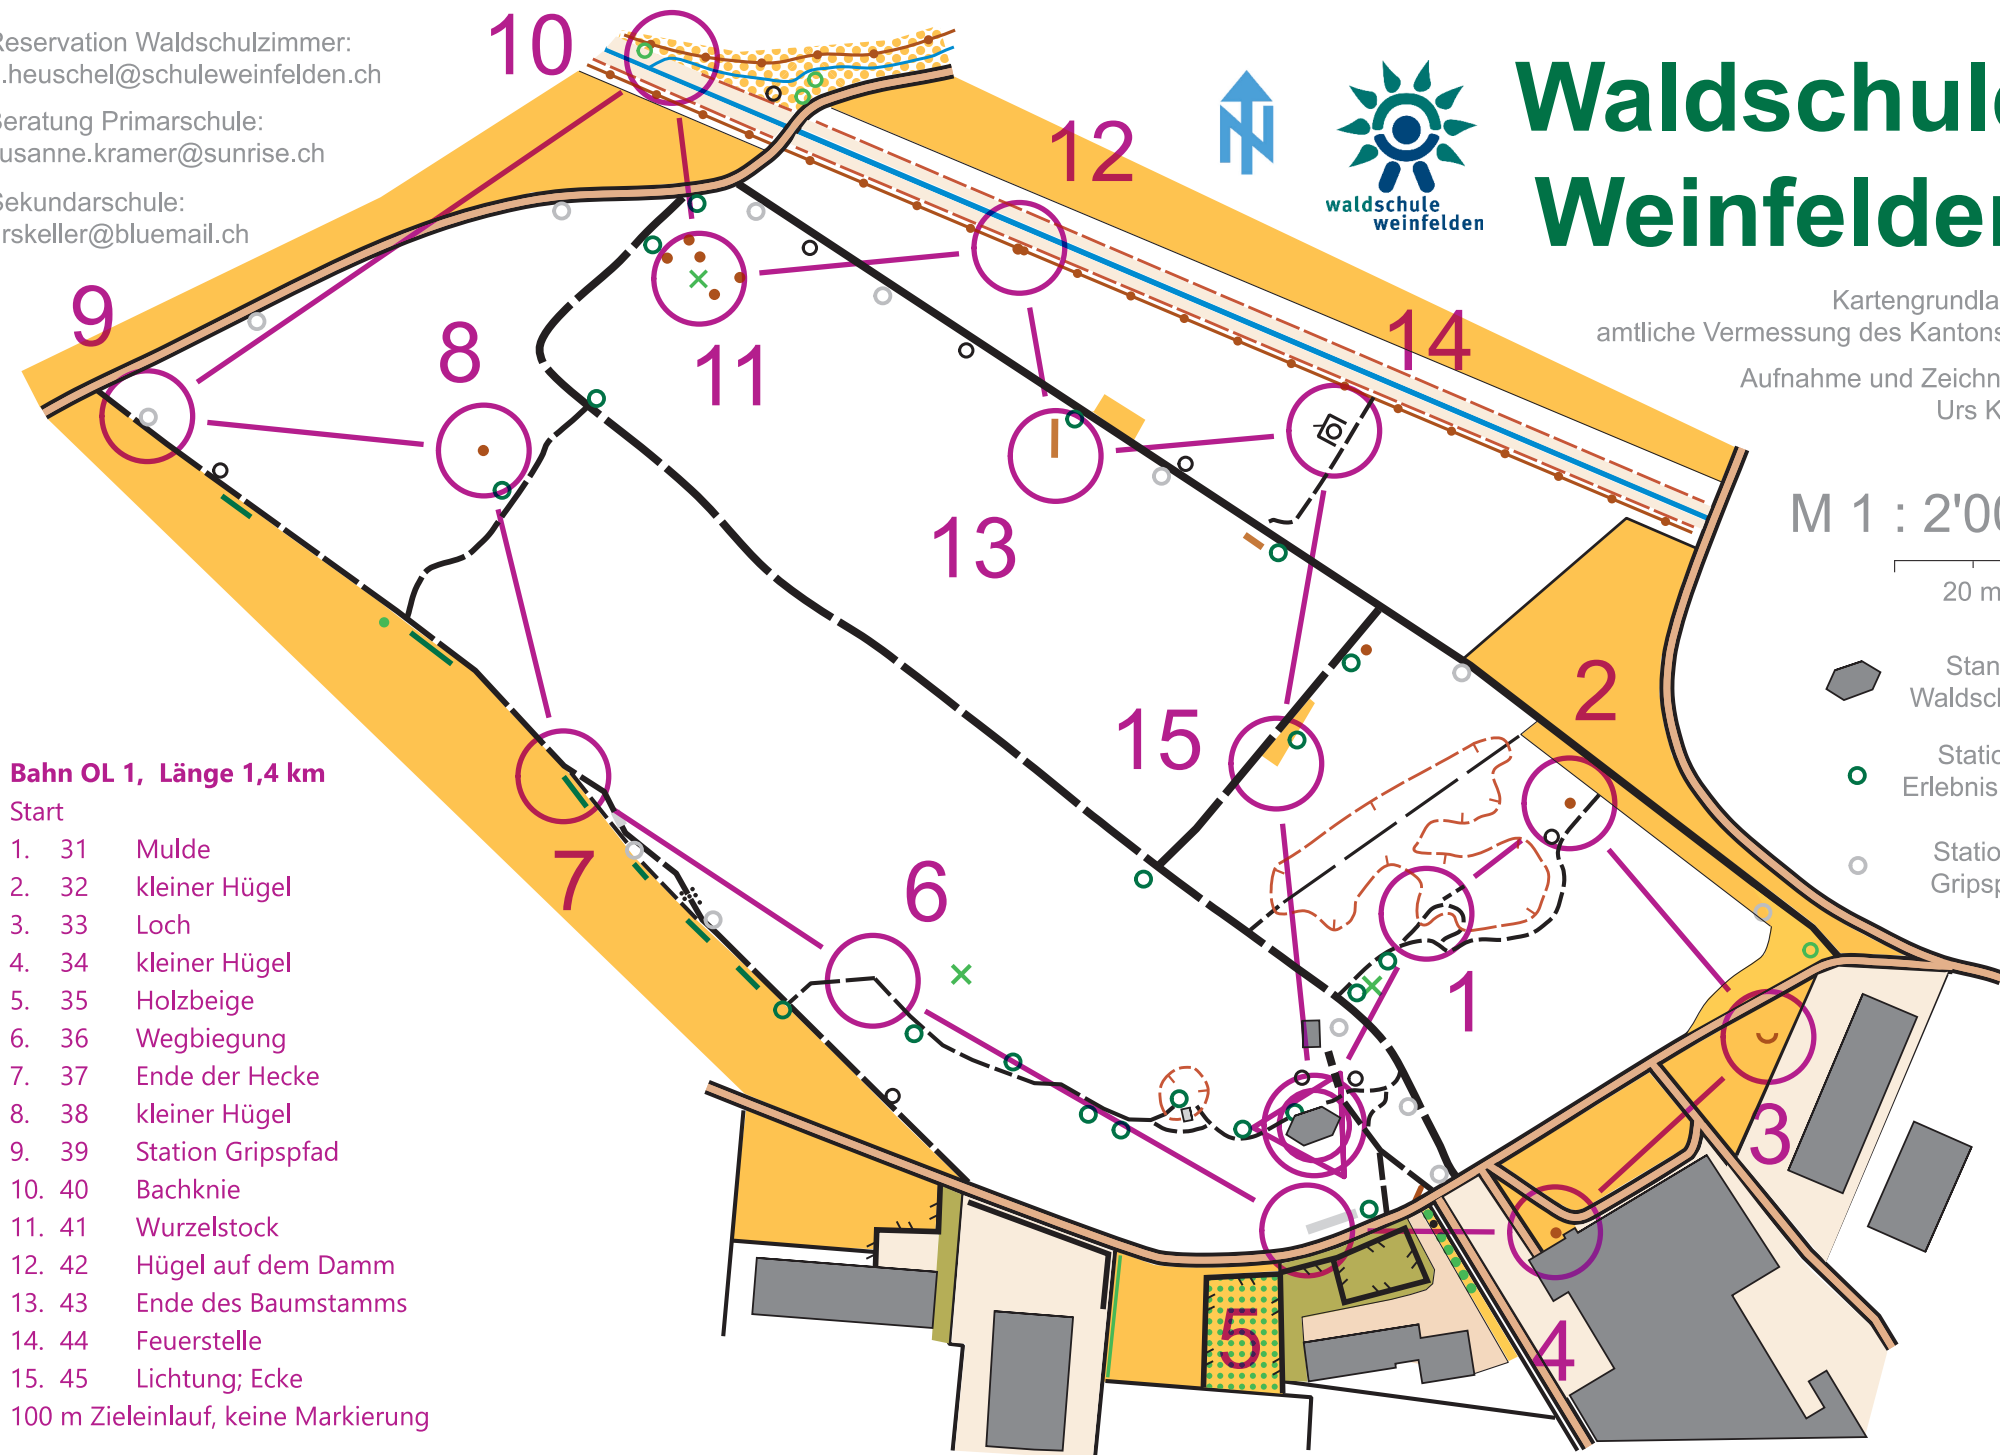 Reservation Waldschulzimmer:
.heuschel@schuleweinfelden.ch
Beratung Primarschule:
usanne.kramer@sunrise.ch
Sekundarschule:
rskeller@bluemail.ch
10
12
waldschule
weinfelden
Waldschule
Weinfelden
Kartengrundla
amtliche Vermessung des Kantons
Aufnahme und Zeichn
Urs K
9
8
11
14
13
M 1 : 2'00
20 m
2
Stan
Waldsch
15
Statio
Erlebnis
Statio
Gripsp
7
6
1
3
5
4
Bahn OL 1, Länge 1,4 km
Start
1. 31 Mulde
2. 32 kleiner Hügel
3. 33 Loch
4. 34 kleiner Hügel
5. 35 Holzbeige
6. 36 Wegbiegung
7. 37 Ende der Hecke
8. 38 kleiner Hügel
9. 39 Station Gripspfad
10. 40 Bachknie
11. 41 Wurzelstock
12. 42 Hügel auf dem Damm
13. 43 Ende des Baumstamms
14. 44 Feuerstelle
15. 45 Lichtung; Ecke
100 m Zieleinlauf, keine Markierung